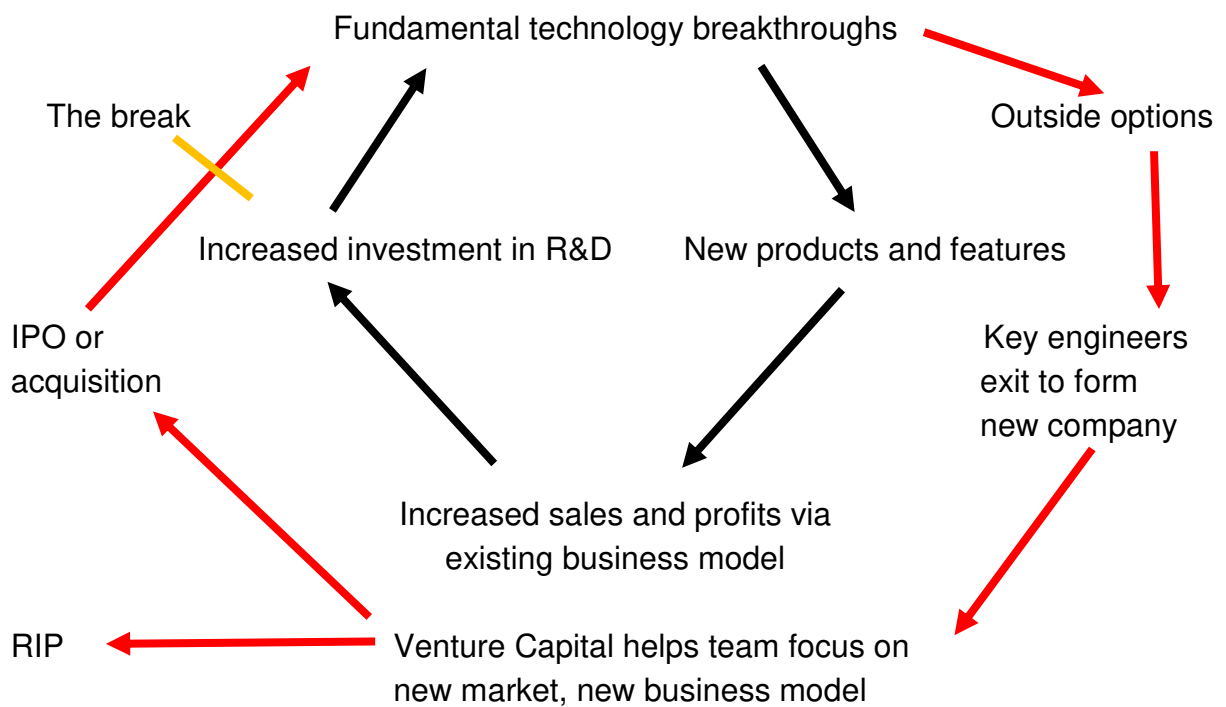 Fundamental technology breakthroughs
The break
Outside options
Increased investment in R&D
New products and features
IPO or
acquisition
Key engineers
exit to form
new company
Increased sales and profits via
existing business model
RIP
Venture Capital helps team focus on
new market, new business model